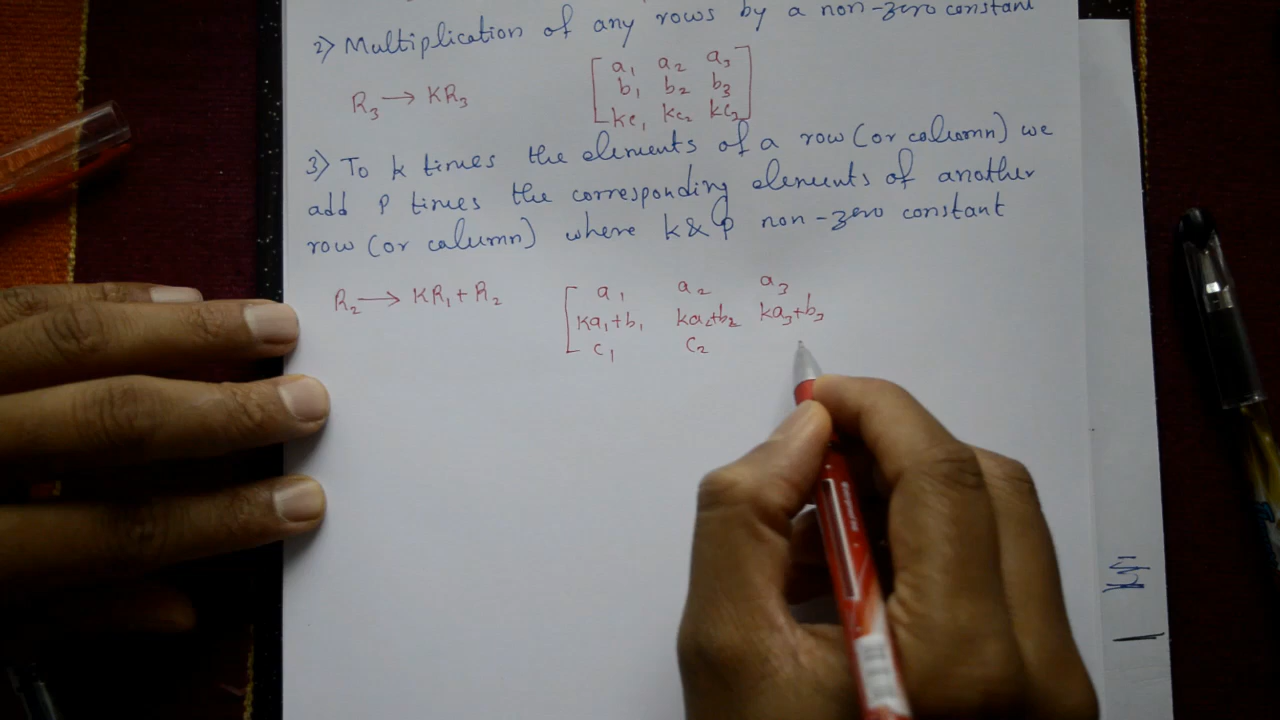 2) Multiplication of any rows by a non-zero constant
R₃ → KR₃
a₁ a₂ a₃
b₁ b₂ b₃
kc₁ kc₂ kc₃
3) To k times the elements of a row (or column) we
add P times the corresponding elements of another
row (or column) where k & p non-zero constant
R₂ → KR₁ + R₂
a₁ a₂ a₃
ka₁+b₁ ka₂+b₂ ka₃+b₃
c₁ c₂